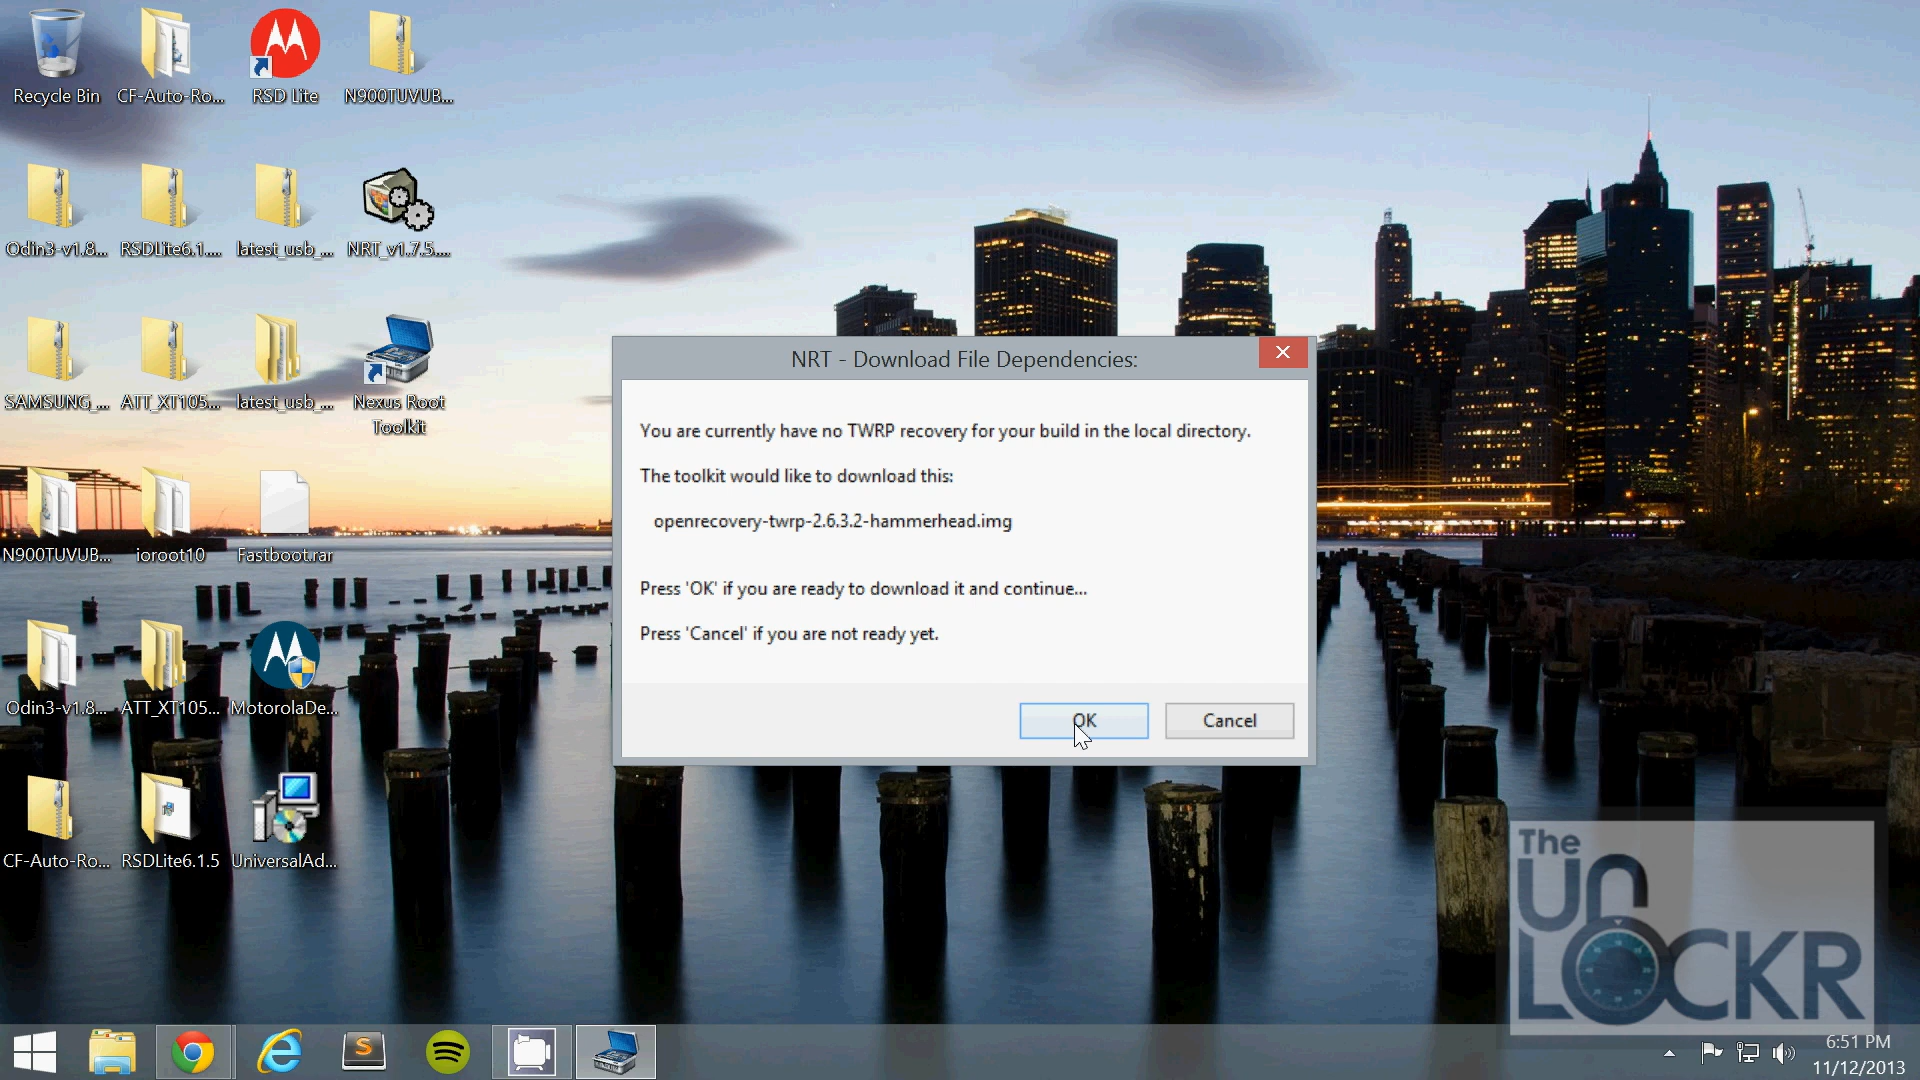 Recycle Bin
CF-Auto-Ro...
RSD Lite
N900TUVUB...
Odin3-v1.8...
RSDLite6.1....
latest_usb_...
NRT_v1.7.5....
SAMSUNG_...
ATT_XT105...
latest_usb_...
Nexus Root
Toolkit
N900TUVUB...
ioroot10
Fastboot.rar
Odin3-v1.8...
ATT_XT105...
MotorolaDe...
CF-Auto-Ro...
RSDLite6.1.5
UniversalAd...
NRT - Download File Dependencies:
You are currently have no TWRP recovery for your build in the local directory.
The toolkit would like to download this:
openrecovery-twrp-2.6.3.2-hammerhead.img
Press 'OK' if you are ready to download it and continue...
Press 'Cancel' if you are not ready yet.
OK
Cancel
The
UN
LOCKR
6:51 PM
11/12/2013